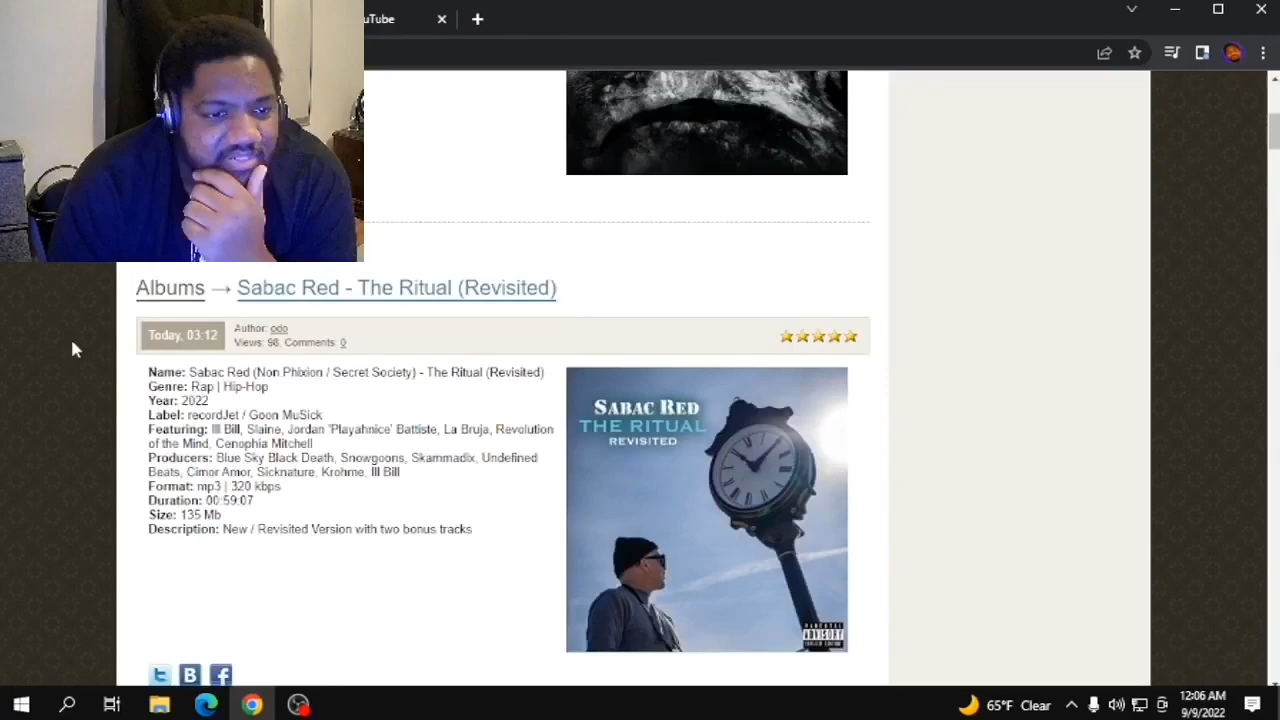 uTube
Albums → Sabac Red - The Ritual (Revisited)
Today, 03:12
Author: odo
Views: 98, Comments: 0
Name: Sabac Red (Non Phixion / Secret Society) - The Ritual (Revisited)
Genre: Rap | Hip-Hop
Year: 2022
Label: recordJet / Goon MuSick
Featuring: Ill Bill, Slaine, Jordan 'Playahnice' Battiste, La Bruja, Revolution
of the Mind, Cenophia Mitchell
Producers: Blue Sky Black Death, Snowgoons, Skammadix, Undefined
Beats, Cimor Amor, Sicknature, Krohme, Ill Bill
Format: mp3 | 320 kbps
Duration: 00:59:07
Size: 135 Mb
Description: New / Revisited Version with two bonus tracks
SABAC RED
THE RITUAL
REVISITED
PARENTAL
ADVISORY
EXPLICIT CONTENT
65°F Clear
12:06 AM
9/9/2022